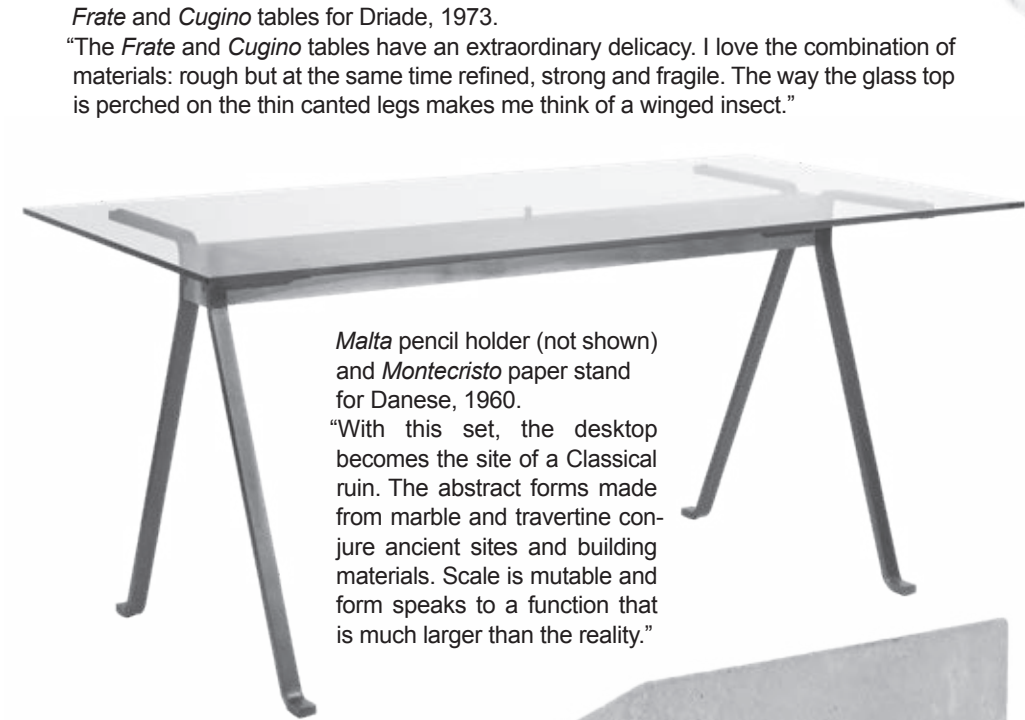 Frate and Cugino tables for Driade, 1973.
“The Frate and Cugino tables have an extraordinary delicacy. I love the combination of
materials: rough but at the same time refined, strong and fragile. The way the glass top
is perched on the thin canted legs makes me think of a winged insect.”
Malta pencil holder (not shown)
and Montecristo paper stand
for Danese, 1960.
“With this set, the desktop
becomes the site of a Classical
ruin. The abstract forms made
from marble and travertine con-
jure ancient sites and building
materials. Scale is mutable and
form speaks to a function that
is much larger than the reality.”